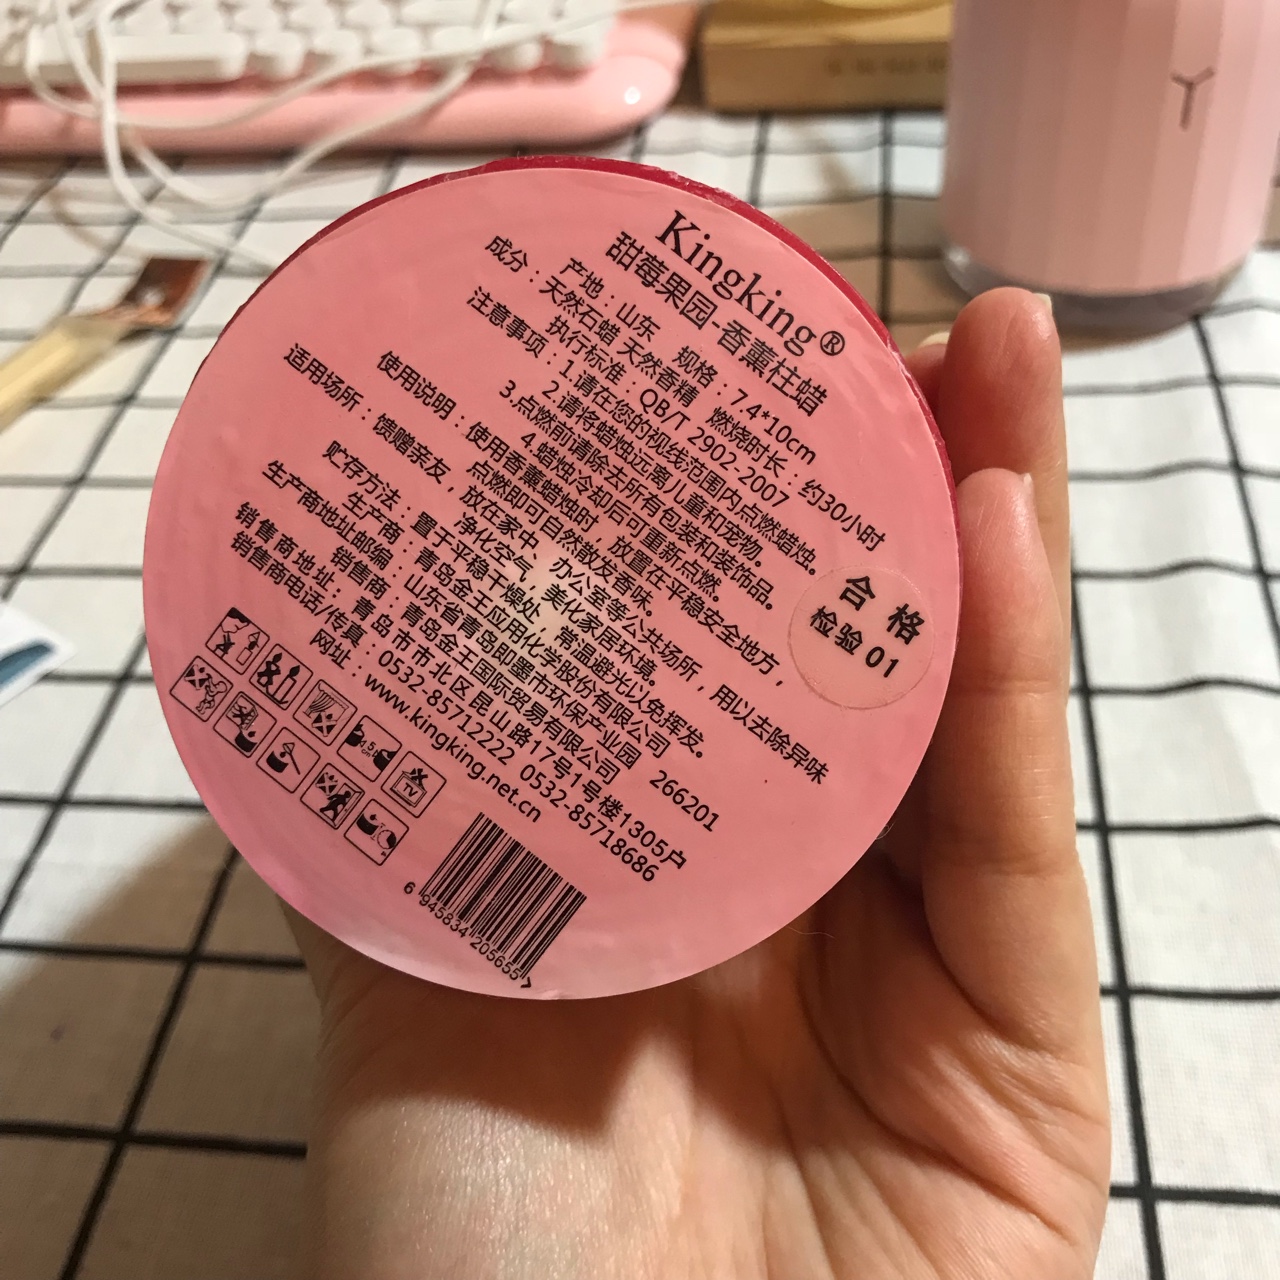 Kingking®
甜莓果园-香薰柱蜡
产地：山东 规格：7.4*10cm
成分：天然石蜡 天然香精 燃烧时长：约30小时
执行标准：QB/T 2902-2007
注意事项：1.请在您的视线范围内点燃蜡烛。
2.请将蜡烛远离儿童和宠物。
3.点燃前请除去所有包装和装饰品。
4.蜡烛冷却后可重新点燃。
使用说明：使用香薰蜡烛时，放置在平稳安全地方，
点燃即可自然散发香味。
适用场所：馈赠亲友，放在家中、办公室等公共场所，用以去除异味
净化空气，美化家居环境。
贮存方法：置于平稳干燥处，常温避光以免挥发。
生产商：青岛金王应用化学股份有限公司
生产商地址邮编：山东省青岛即墨市环保产业园 266201
销售商：青岛金王国际贸易有限公司
销售商地址：青岛市市北区昆山路17号1号楼1305户
销售商电话/传真：0532-85712222 0532-85718686
网址：www.kingking.net.cn
合格
检验01
TV
6 945834 205655 >